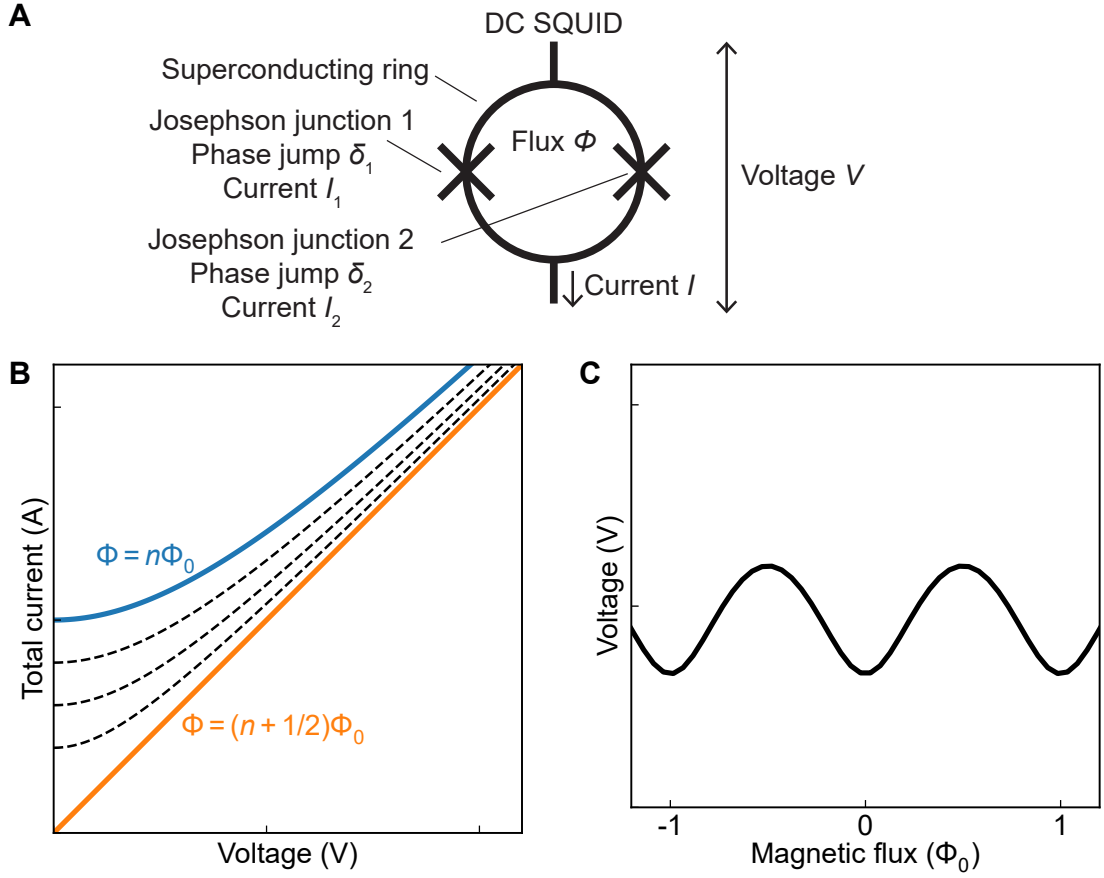 A
DC SQUID
Superconducting ring
Josephson junction 1
Phase jump δ₁
Current I₁
Flux Φ
Voltage V
Josephson junction 2
Phase jump δ₂
Current I₂
Current I
B
Total current (A)
Φ = nΦ₀
Φ = (n + 1/2)Φ₀
Voltage (V)
C
Voltage (V)
-1
0
1
Magnetic flux (Φ₀)